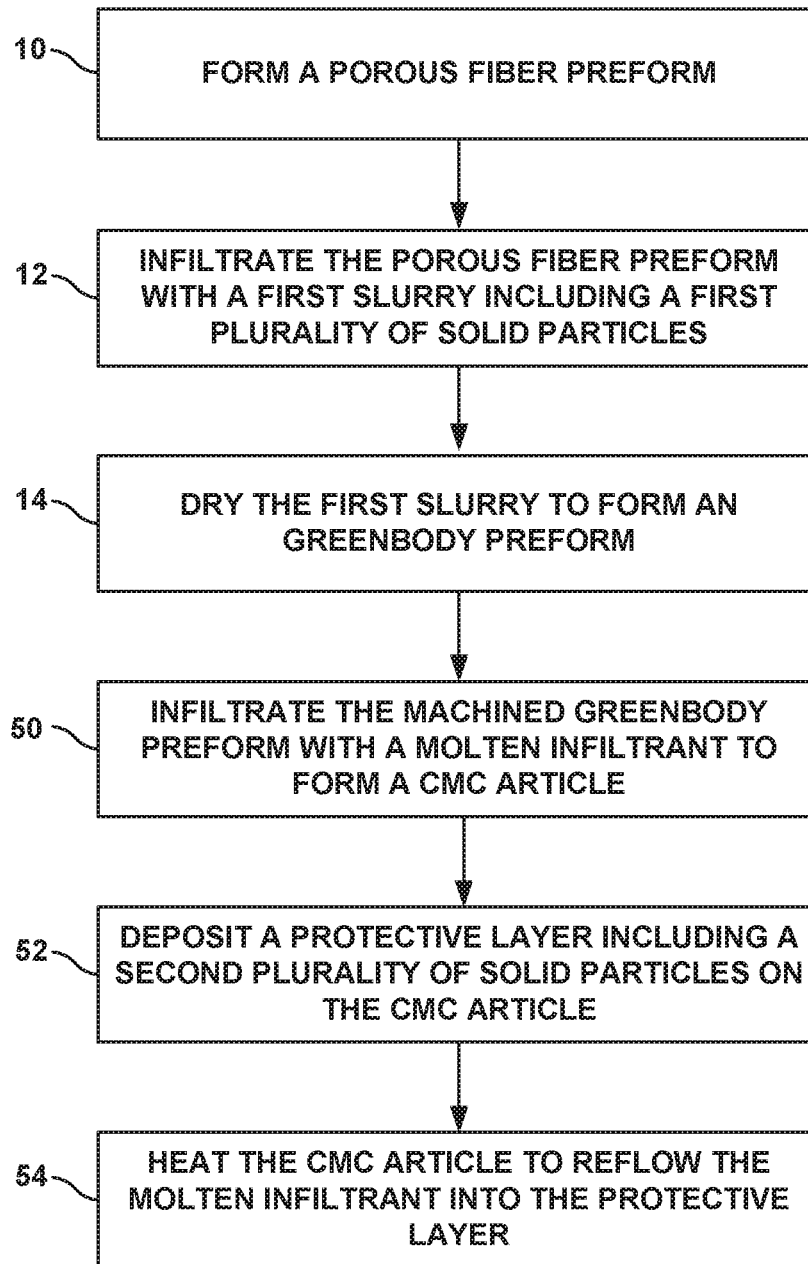 10
FORM A POROUS FIBER PREFORM
12
INFILTRATE THE POROUS FIBER PREFORM
WITH A FIRST SLURRY INCLUDING A FIRST
PLURALITY OF SOLID PARTICLES
14
DRY THE FIRST SLURRY TO FORM AN
GREENBODY PREFORM
50
INFILTRATE THE MACHINED GREENBODY
PREFORM WITH A MOLTEN INFILTRANT TO
FORM A CMC ARTICLE
52
DEPOSIT A PROTECTIVE LAYER INCLUDING A
SECOND PLURALITY OF SOLID PARTICLES ON
THE CMC ARTICLE
54
HEAT THE CMC ARTICLE TO REFLOW THE
MOLTEN INFILTRANT INTO THE PROTECTIVE
LAYER